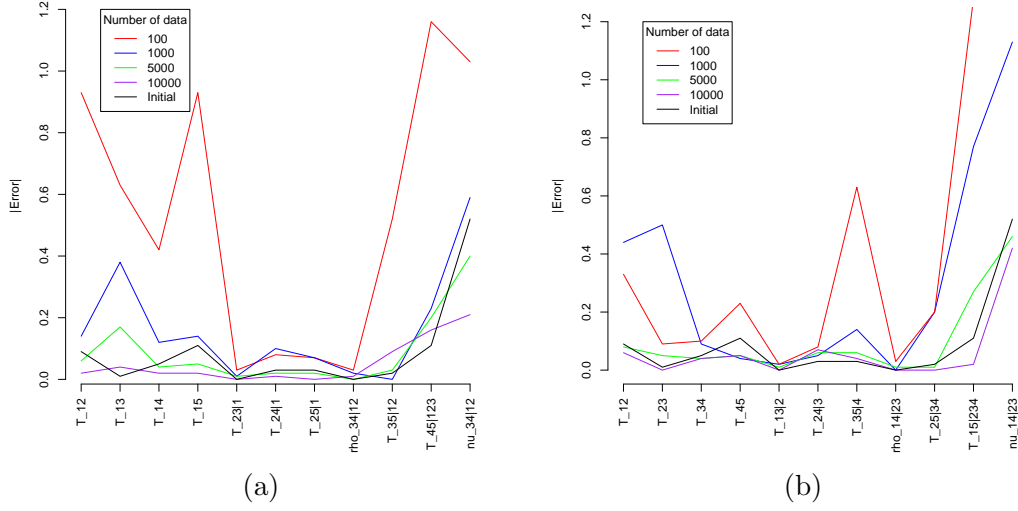 Number of data
100
1000
5000
10000
Initial
|Error|
0.0
0.2
0.4
0.6
0.8
1.0
1.2
T_12
T_13
T_14
T_15
T_23|1
T_24|1
T_25|1
rho_34|12
T_35|12
T_45|123
nu_34|12
(a)
Number of data
100
1000
5000
10000
Initial
|Error|
0.0
0.2
0.4
0.6
0.8
1.0
1.2
T_12
T_23
T_34
T_45
T_13|2
T_24|3
T_35|4
rho_14|23
T_25|34
T_15|234
nu_14|23
(b)